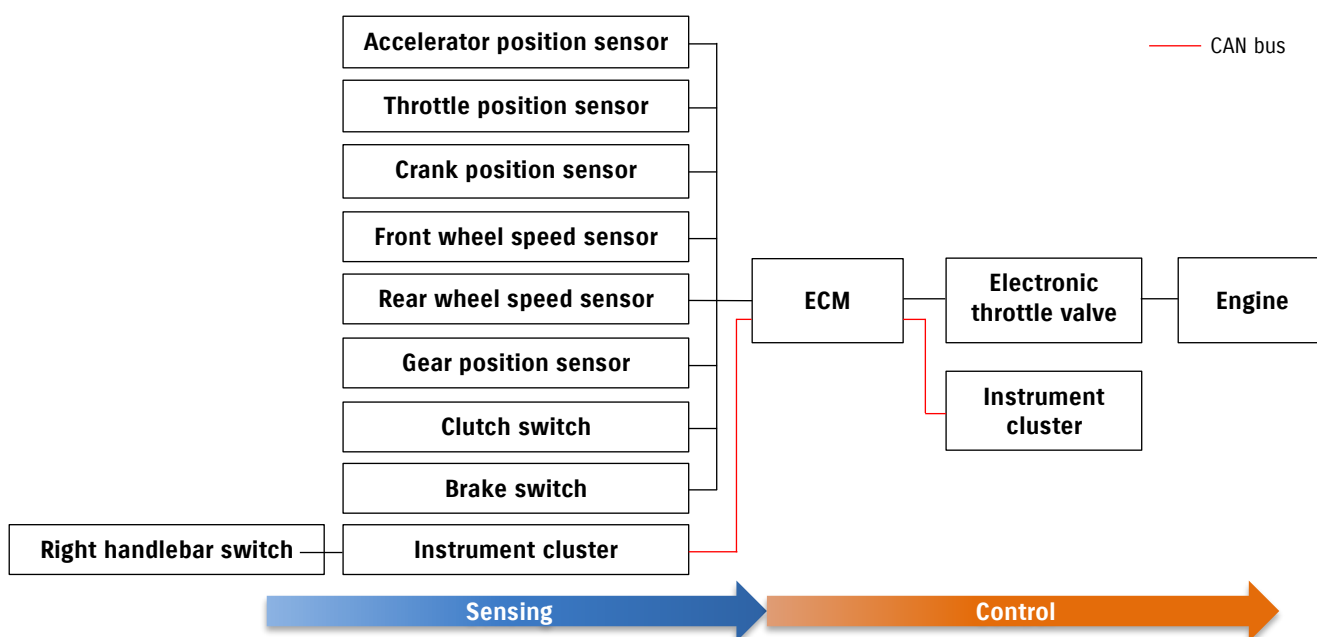 Accelerator position sensor
CAN bus
Throttle position sensor
Crank position sensor
Front wheel speed sensor
Rear wheel speed sensor
ECM
Electronic
throttle valve
Engine
Gear position sensor
Instrument
cluster
Clutch switch
Brake switch
Right handlebar switch
Instrument cluster
Sensing
Control